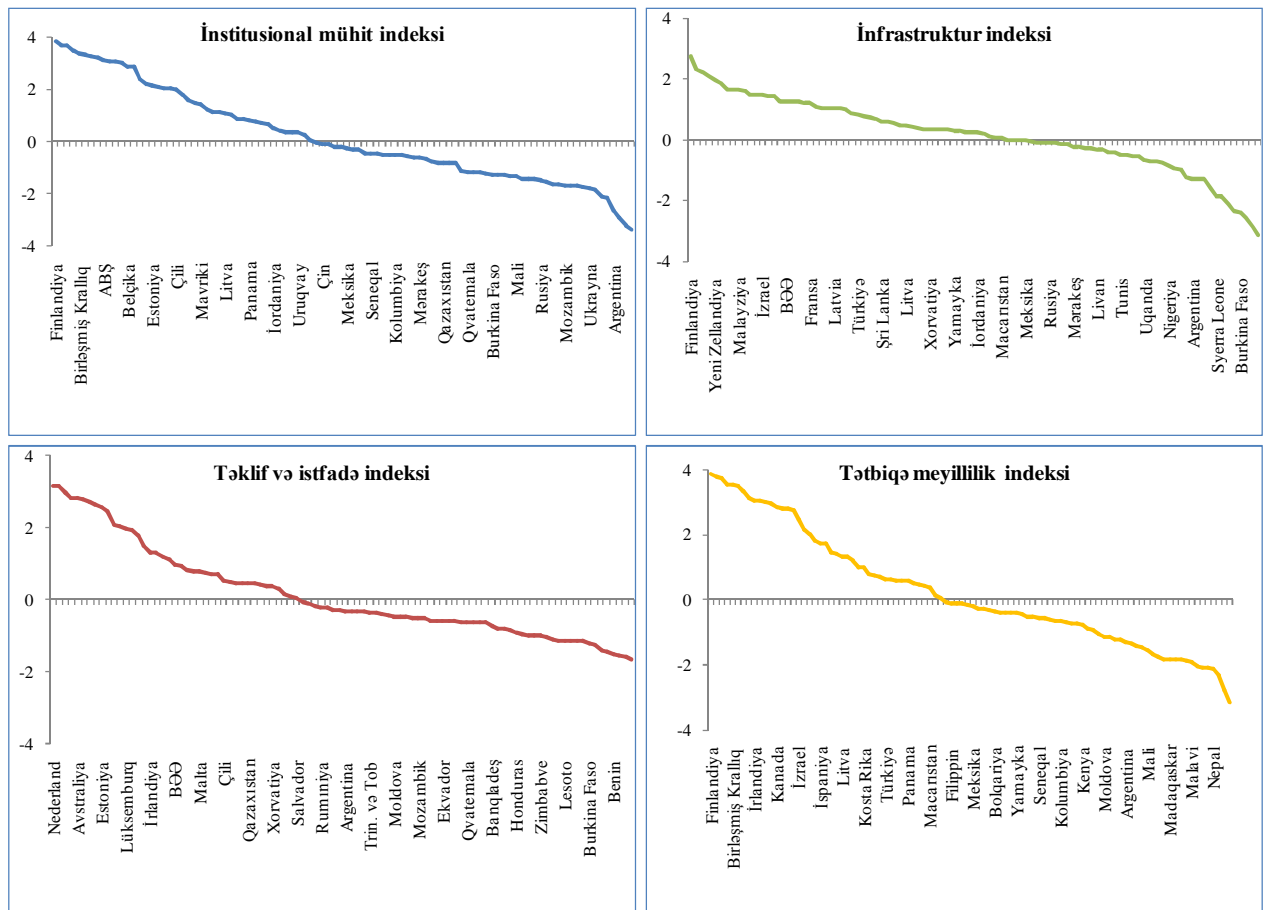 İnstitusional mühit indeksi
4
2
0
-2
-4
Finlandiya
Birləşmiş Krallıq
ABŞ
Belçika
Estoniya
Çili
Mavriki
Litva
Panama
İordaniya
Uruqvay
Çin
Meksika
Seneqal
Kolumbiya
Mərakeş
Qazaxıstan
Qvatemala
Burkina Faso
Mali
Rusiya
Mozambik
Ukrayna
Argentina
İnfrastruktur indeksi
4
2
0
-2
-4
Finlandiya
Yeni Zellandiya
Malayziya
İzrael
BƏƏ
Fransa
Latvia
Türkiyə
Şri Lanka
Litva
Xorvatiya
Yamayka
İordaniya
Macarıstan
Meksika
Rusiya
Mərakeş
Livan
Tunis
Uqanda
Nigeriya
Argentina
Syerra Leone
Burkina Faso
Təklif və istfadə indeksi
4
2
0
-2
-4
Nederland
Avstraliya
Estoniya
Lüksemburq
İrlandiya
BƏƏ
Malta
Çili
Qazaxıstan
Xorvatiya
Salvador
Rumıniya
Argentina
Trin. və Tob
Moldova
Mozambik
Ekvador
Qvatemala
Banqladeş
Honduras
Zimbabve
Lesoto
Burkina Faso
Benin
Tətbiqə meyillilik indeksi
4
2
0
-2
-4
Finlandiya
Birləşmiş Krallıq
İrlandiya
Kanada
İzrael
İspaniya
Litva
Kosta Rika
Türkiyə
Panama
Macarıstan
Filippin
Meksika
Bolqariya
Yamayka
Seneqal
Kolumbiya
Kenya
Moldova
Argentina
Mali
Madaqaskar
Malavi
Nepal